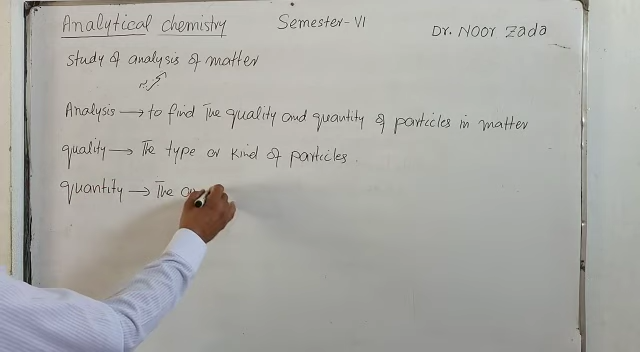 Analytical chemistry Semester-VI Dr. Noor Zada
Study of analysis of matter
Analysis → to find The quality and quantity of particles in matter
quality → The type or kind of particles.
quantity → The